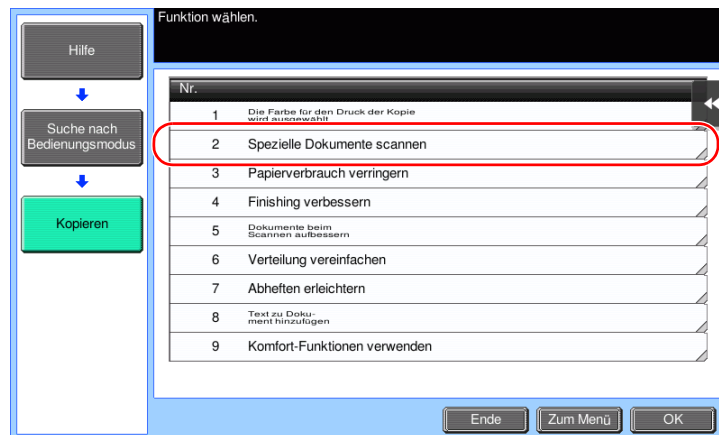 Funktion wählen.
Hilfe
Suche nach
Bedienungsmodus
Kopieren
Nr.
1 Die Farbe für den Druck der Kopie
wird ausgewählt
2 Spezielle Dokumente scannen
3 Papierverbrauch verringern
4 Finishing verbessern
5 Dokumente beim
Scannen aufbessern
6 Verteilung vereinfachen
7 Abheften erleichtern
8 Text zu Doku-
ment hinzufügen
9 Komfort-Funktionen verwenden
Ende
Zum Menü
OK